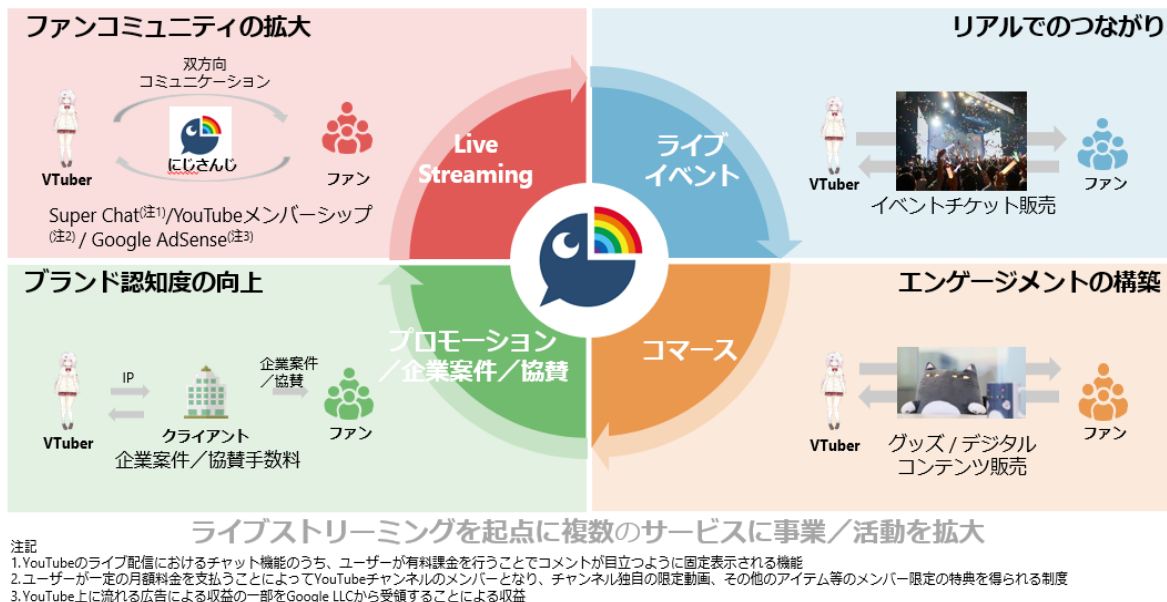 ファンコミュニティの拡大
双方向
コミュニケーション
にじさんじ
VTuber
ファン
Super Chat(注1)/YouTubeメンバーシップ
(注2) / Google AdSense(注3)
Live
Streaming
リアルでのつながり
ライブ
イベント
VTuber
ファン
イベントチケット販売
ブランド認知度の向上
IP
企業案件
／協賛
VTuber
クライアント
ファン
企業案件／協賛手数料
プロモーション
／企業案件／協賛
エンゲージメントの構築
コマース
VTuber
ファン
グッズ / デジタル
コンテンツ販売
ライブストリーミングを起点に複数のサービスに事業／活動を拡大
注記
1.YouTubeのライブ配信におけるチャット機能のうち、ユーザーが有料課金を行うことでコメントが目立つように固定表示される機能
2.ユーザーが一定の月額料金を支払うことによってYouTubeチャンネルのメンバーとなり、チャンネル独自の限定動画、その他のアイテム等のメンバー限定の特典を得られる制度
3.YouTube上に流れる広告による収益の一部をGoogle LLCから受領することによる収益